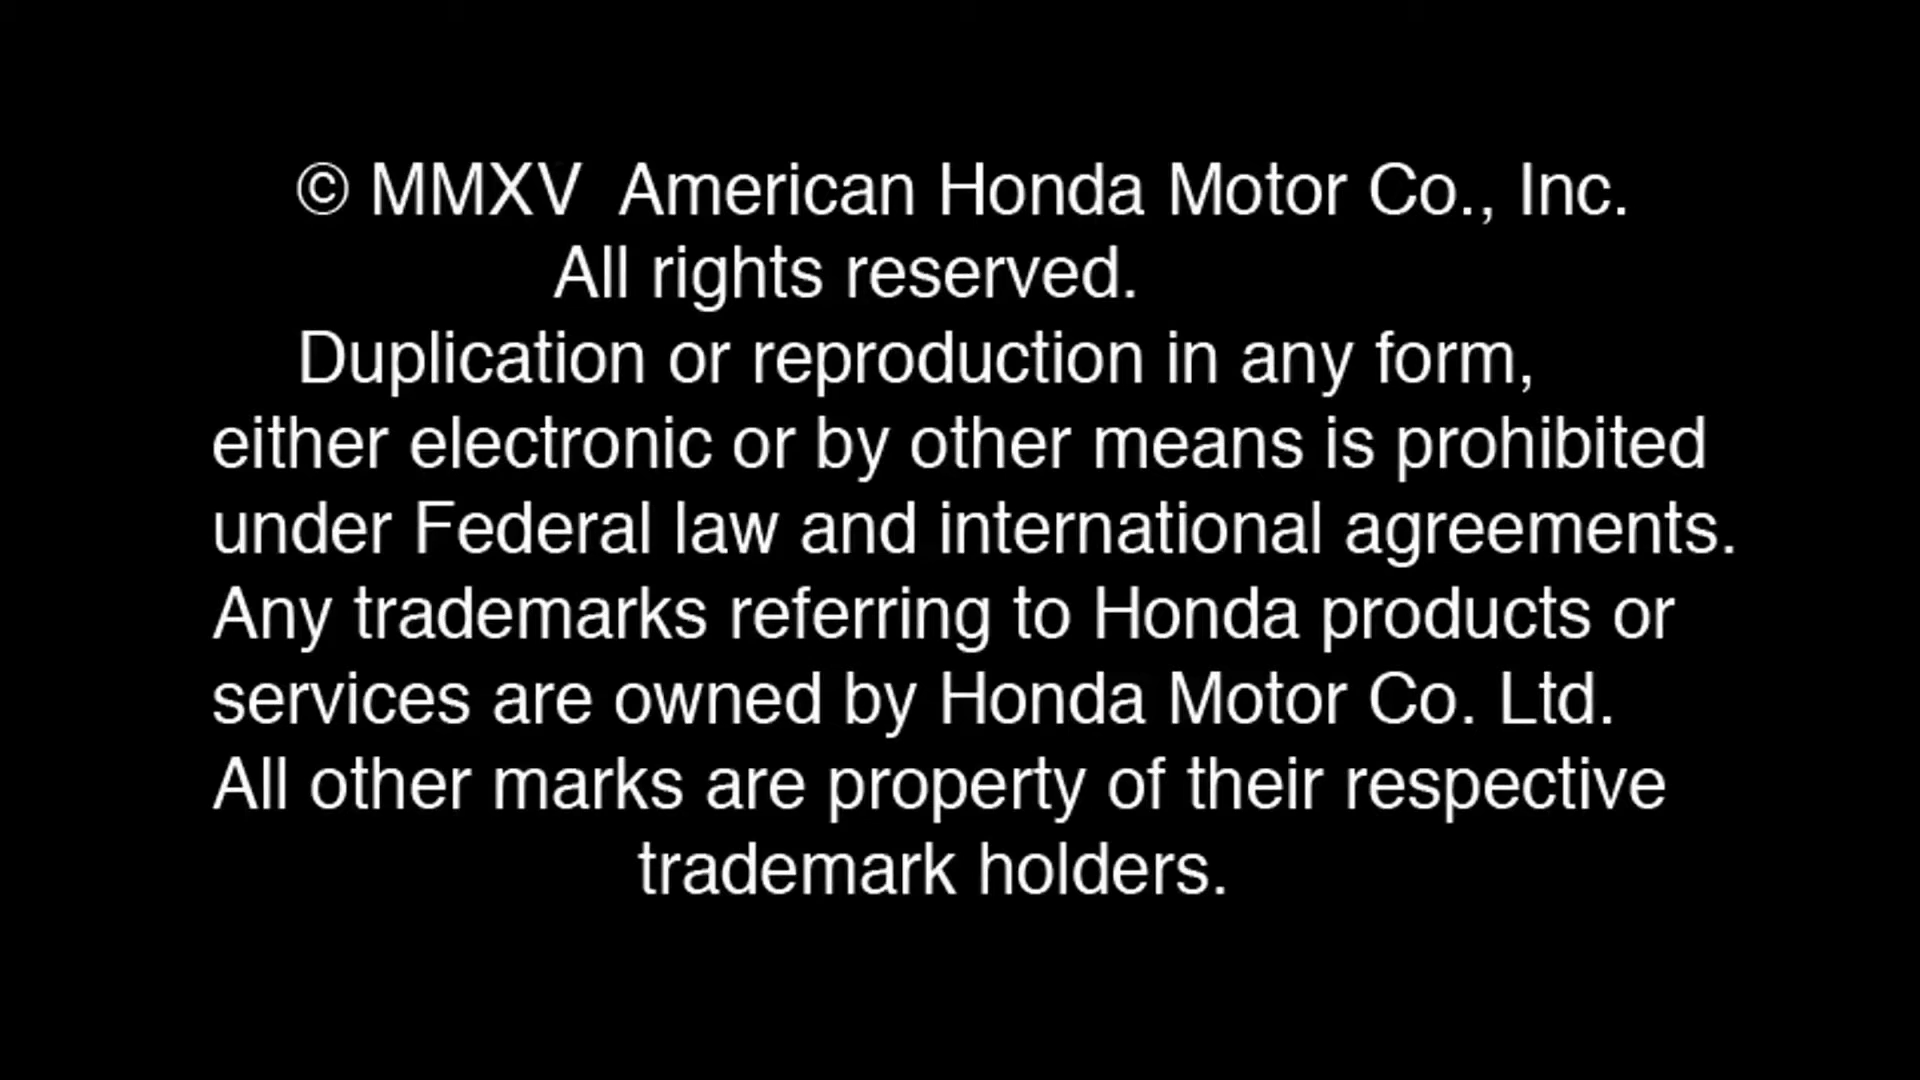 © MMXV American Honda Motor Co., Inc.
All rights reserved.
Duplication or reproduction in any form,
either electronic or by other means is prohibited
under Federal law and international agreements.
Any trademarks referring to Honda products or
services are owned by Honda Motor Co. Ltd.
All other marks are property of their respective
trademark holders.